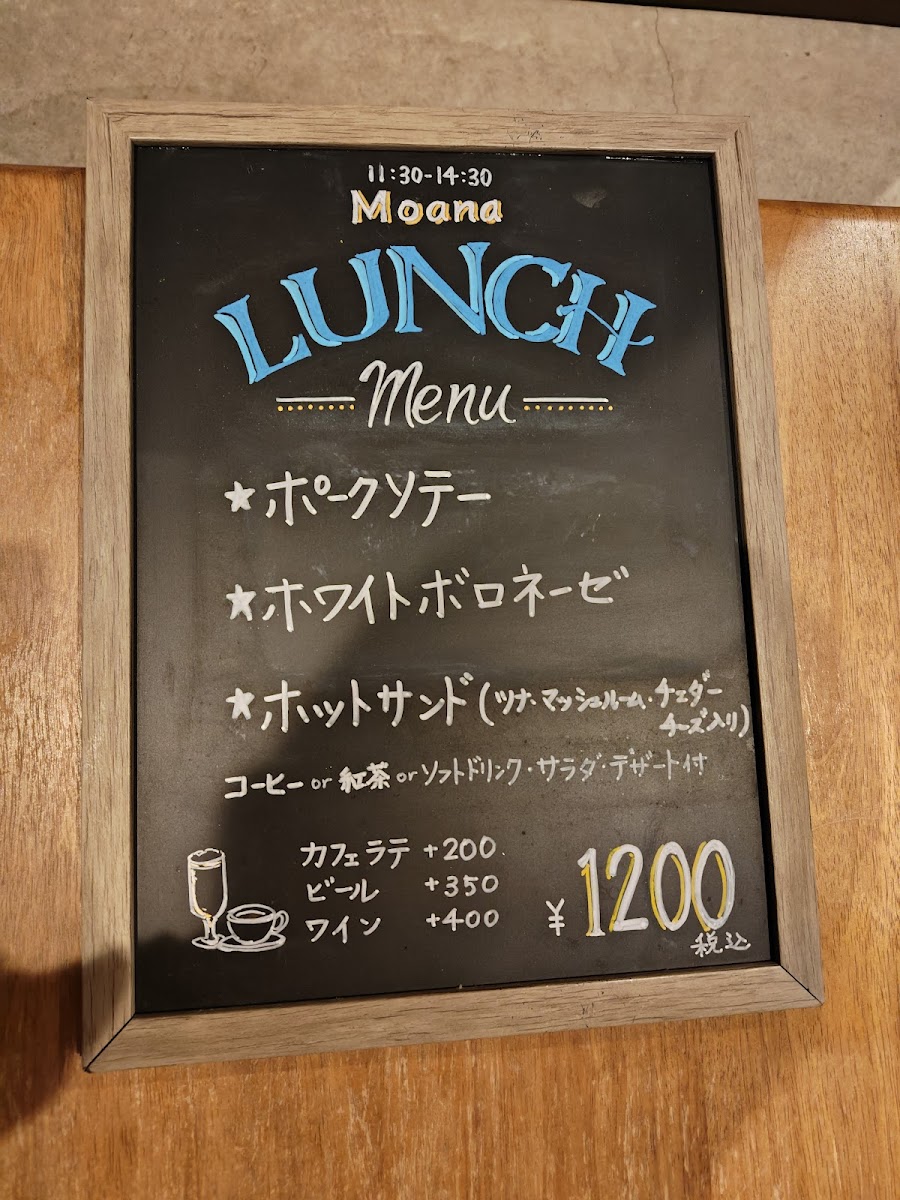 11:30-14:30
Moana
LUNCH
Menu
★ポークソテー
★ホワイトボロネーゼ
★ホットサンド(ツナ・マッシュルーム・チェダー
チーズ入り)
コーヒー or 紅茶 or ソフトドリンク・サラダ・デザート付
カフェラテ +200
ビール +350
ワイン +400
¥1200
税込